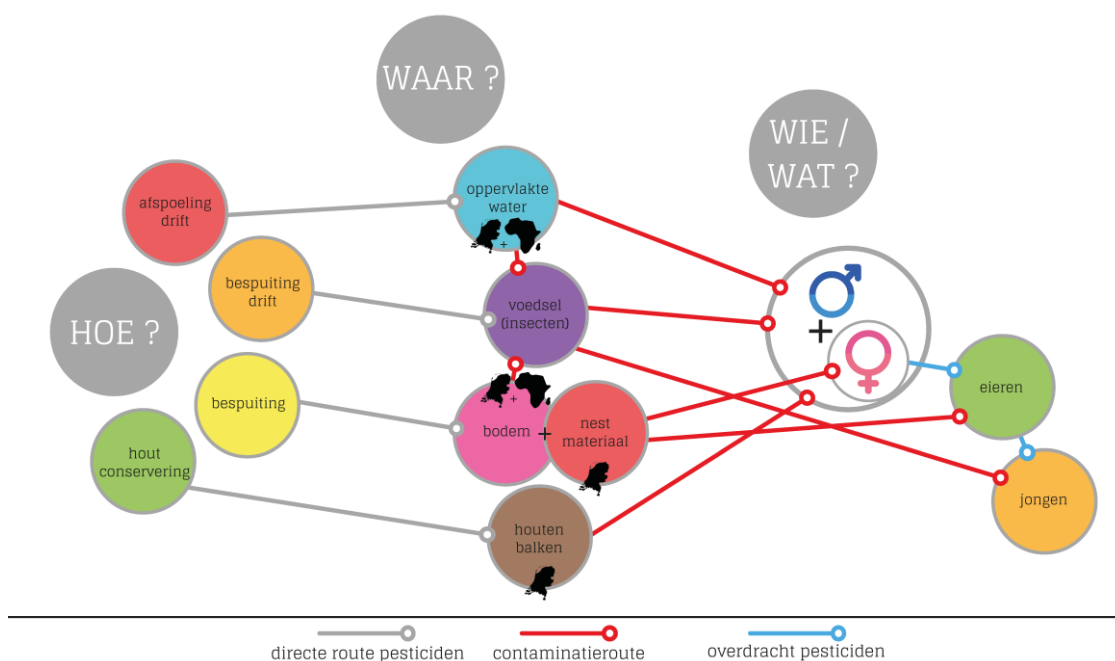 WAAR ?
WIE /
WAT ?
HOE ?
afspoeling
drift
bespuiting
drift
bespuiting
hout
conservering
oppervlakte
water
+
voedsel
(insecten)
+
bodem
+
nest
materiaal
houten
balken
+
eieren
jongen
directe route pesticiden
contaminatieroute
overdracht pesticiden